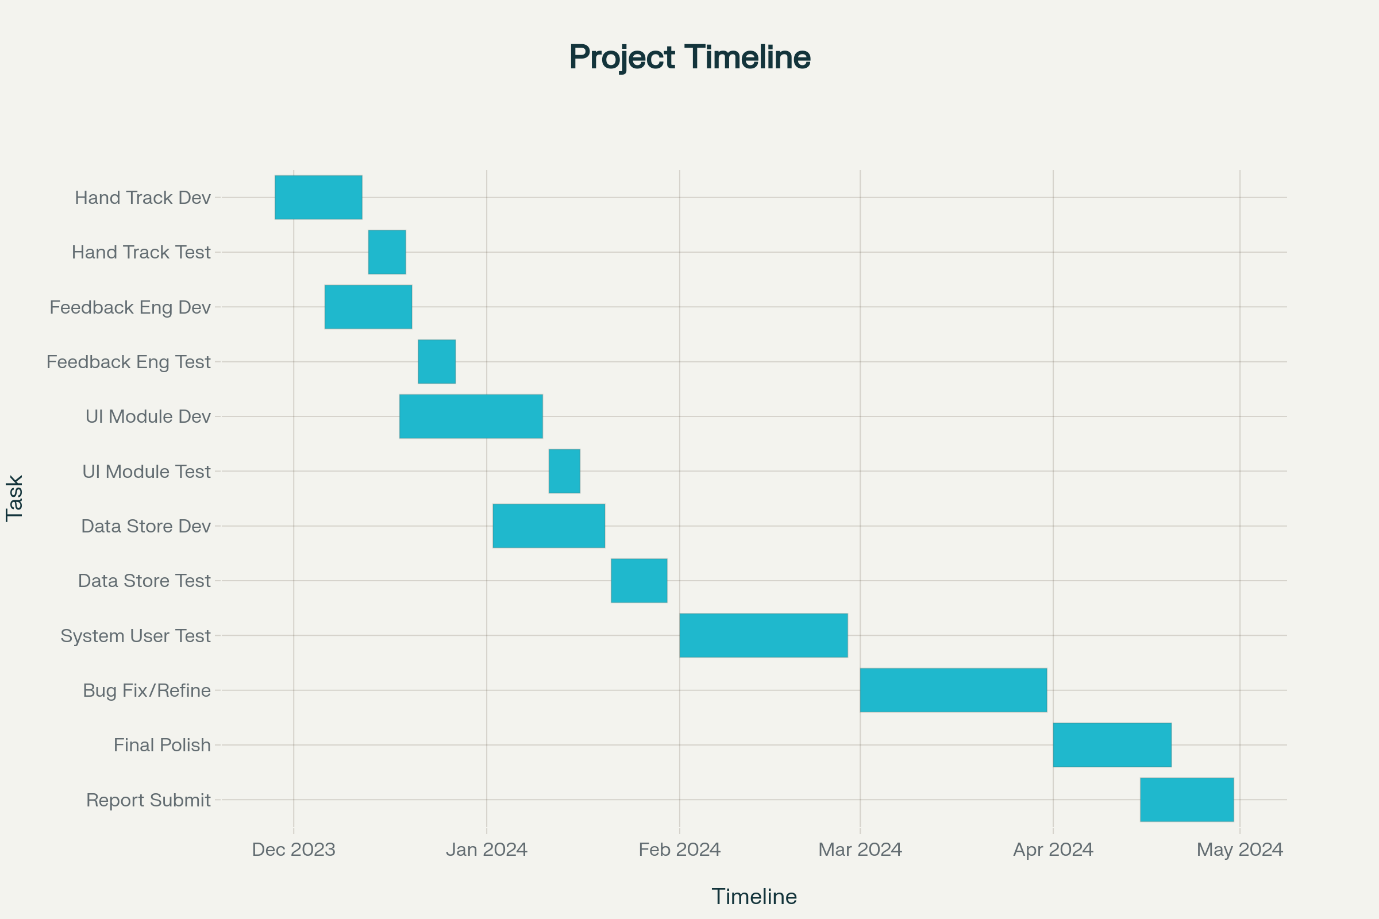 Project Timeline
Hand Track Dev
Hand Track Test
Feedback Eng Dev
Feedback Eng Test
UI Module Dev
UI Module Test
Data Store Dev
Data Store Test
System User Test
Bug Fix/Refine
Final Polish
Report Submit
Task
Dec 2023 Jan 2024 Feb 2024 Mar 2024 Apr 2024 May 2024
Timeline